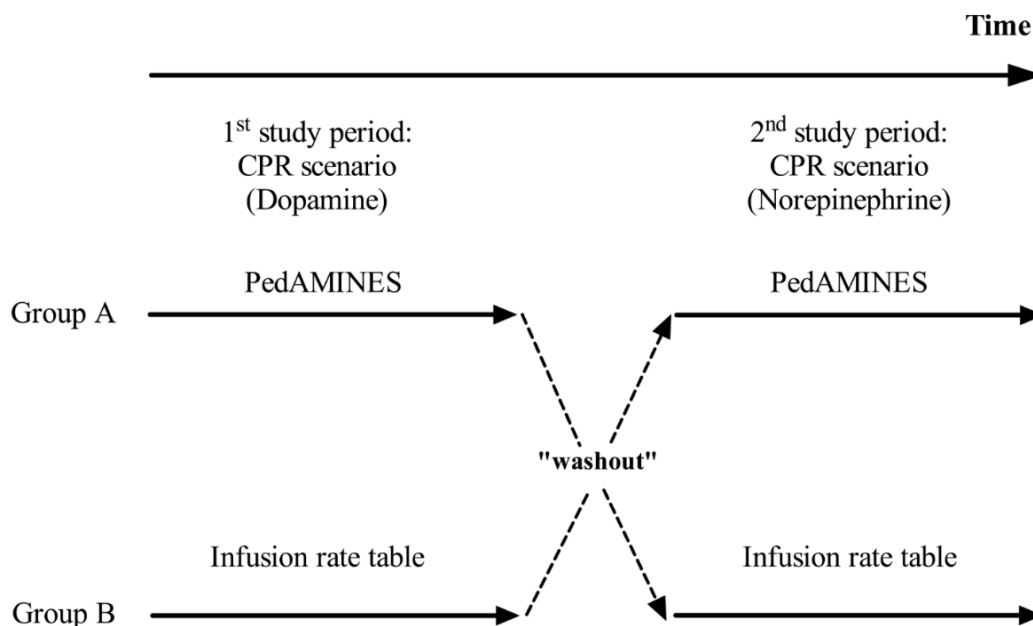 Time
1st study period:
CPR scenario
(Dopamine)
2nd study period:
CPR scenario
(Norepinephrine)
PedAMINES
PedAMINES
Group A
"washout"
Infusion rate table
Infusion rate table
Group B